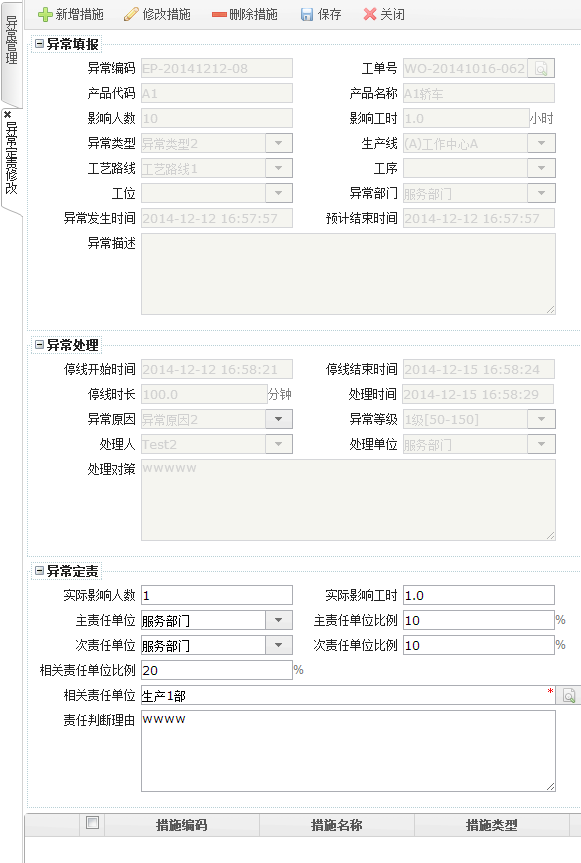 新增措施 修改措施 删除措施 保存 关闭
异常管理
异常定责修改
异常填报
异常编码 EP-20141212-08 工单号 WO-20141016-062
产品代码 A1 产品名称 A1轿车
影响人数 10 影响工时 1.0 小时
异常类型 异常类型2 生产线 (A)工作中心A
工艺路线 工艺路线1 工序
工位 异常部门 服务部门
异常发生时间 2014-12-12 16:57:57 预计结束时间 2014-12-12 16:57:57
异常描述
异常处理
停线开始时间 2014-12-12 16:58:21 停线结束时间 2014-12-15 16:58:24
停线时长 100.0 分钟 处理时间 2014-12-15 16:58:29
异常原因 异常原因2 异常等级 1级[50-150]
处理人 Test2 处理单位 服务部门
处理对策 wwwww
异常定责
实际影响人数 1 实际影响工时 1.0
主责任单位 服务部门 主责任单位比例 10 %
次责任单位 服务部门 次责任单位比例 10 %
相关责任单位比例 20 %
相关责任单位 生产1部 *
责任判断理由 wwww
措施编码 措施名称 措施类型